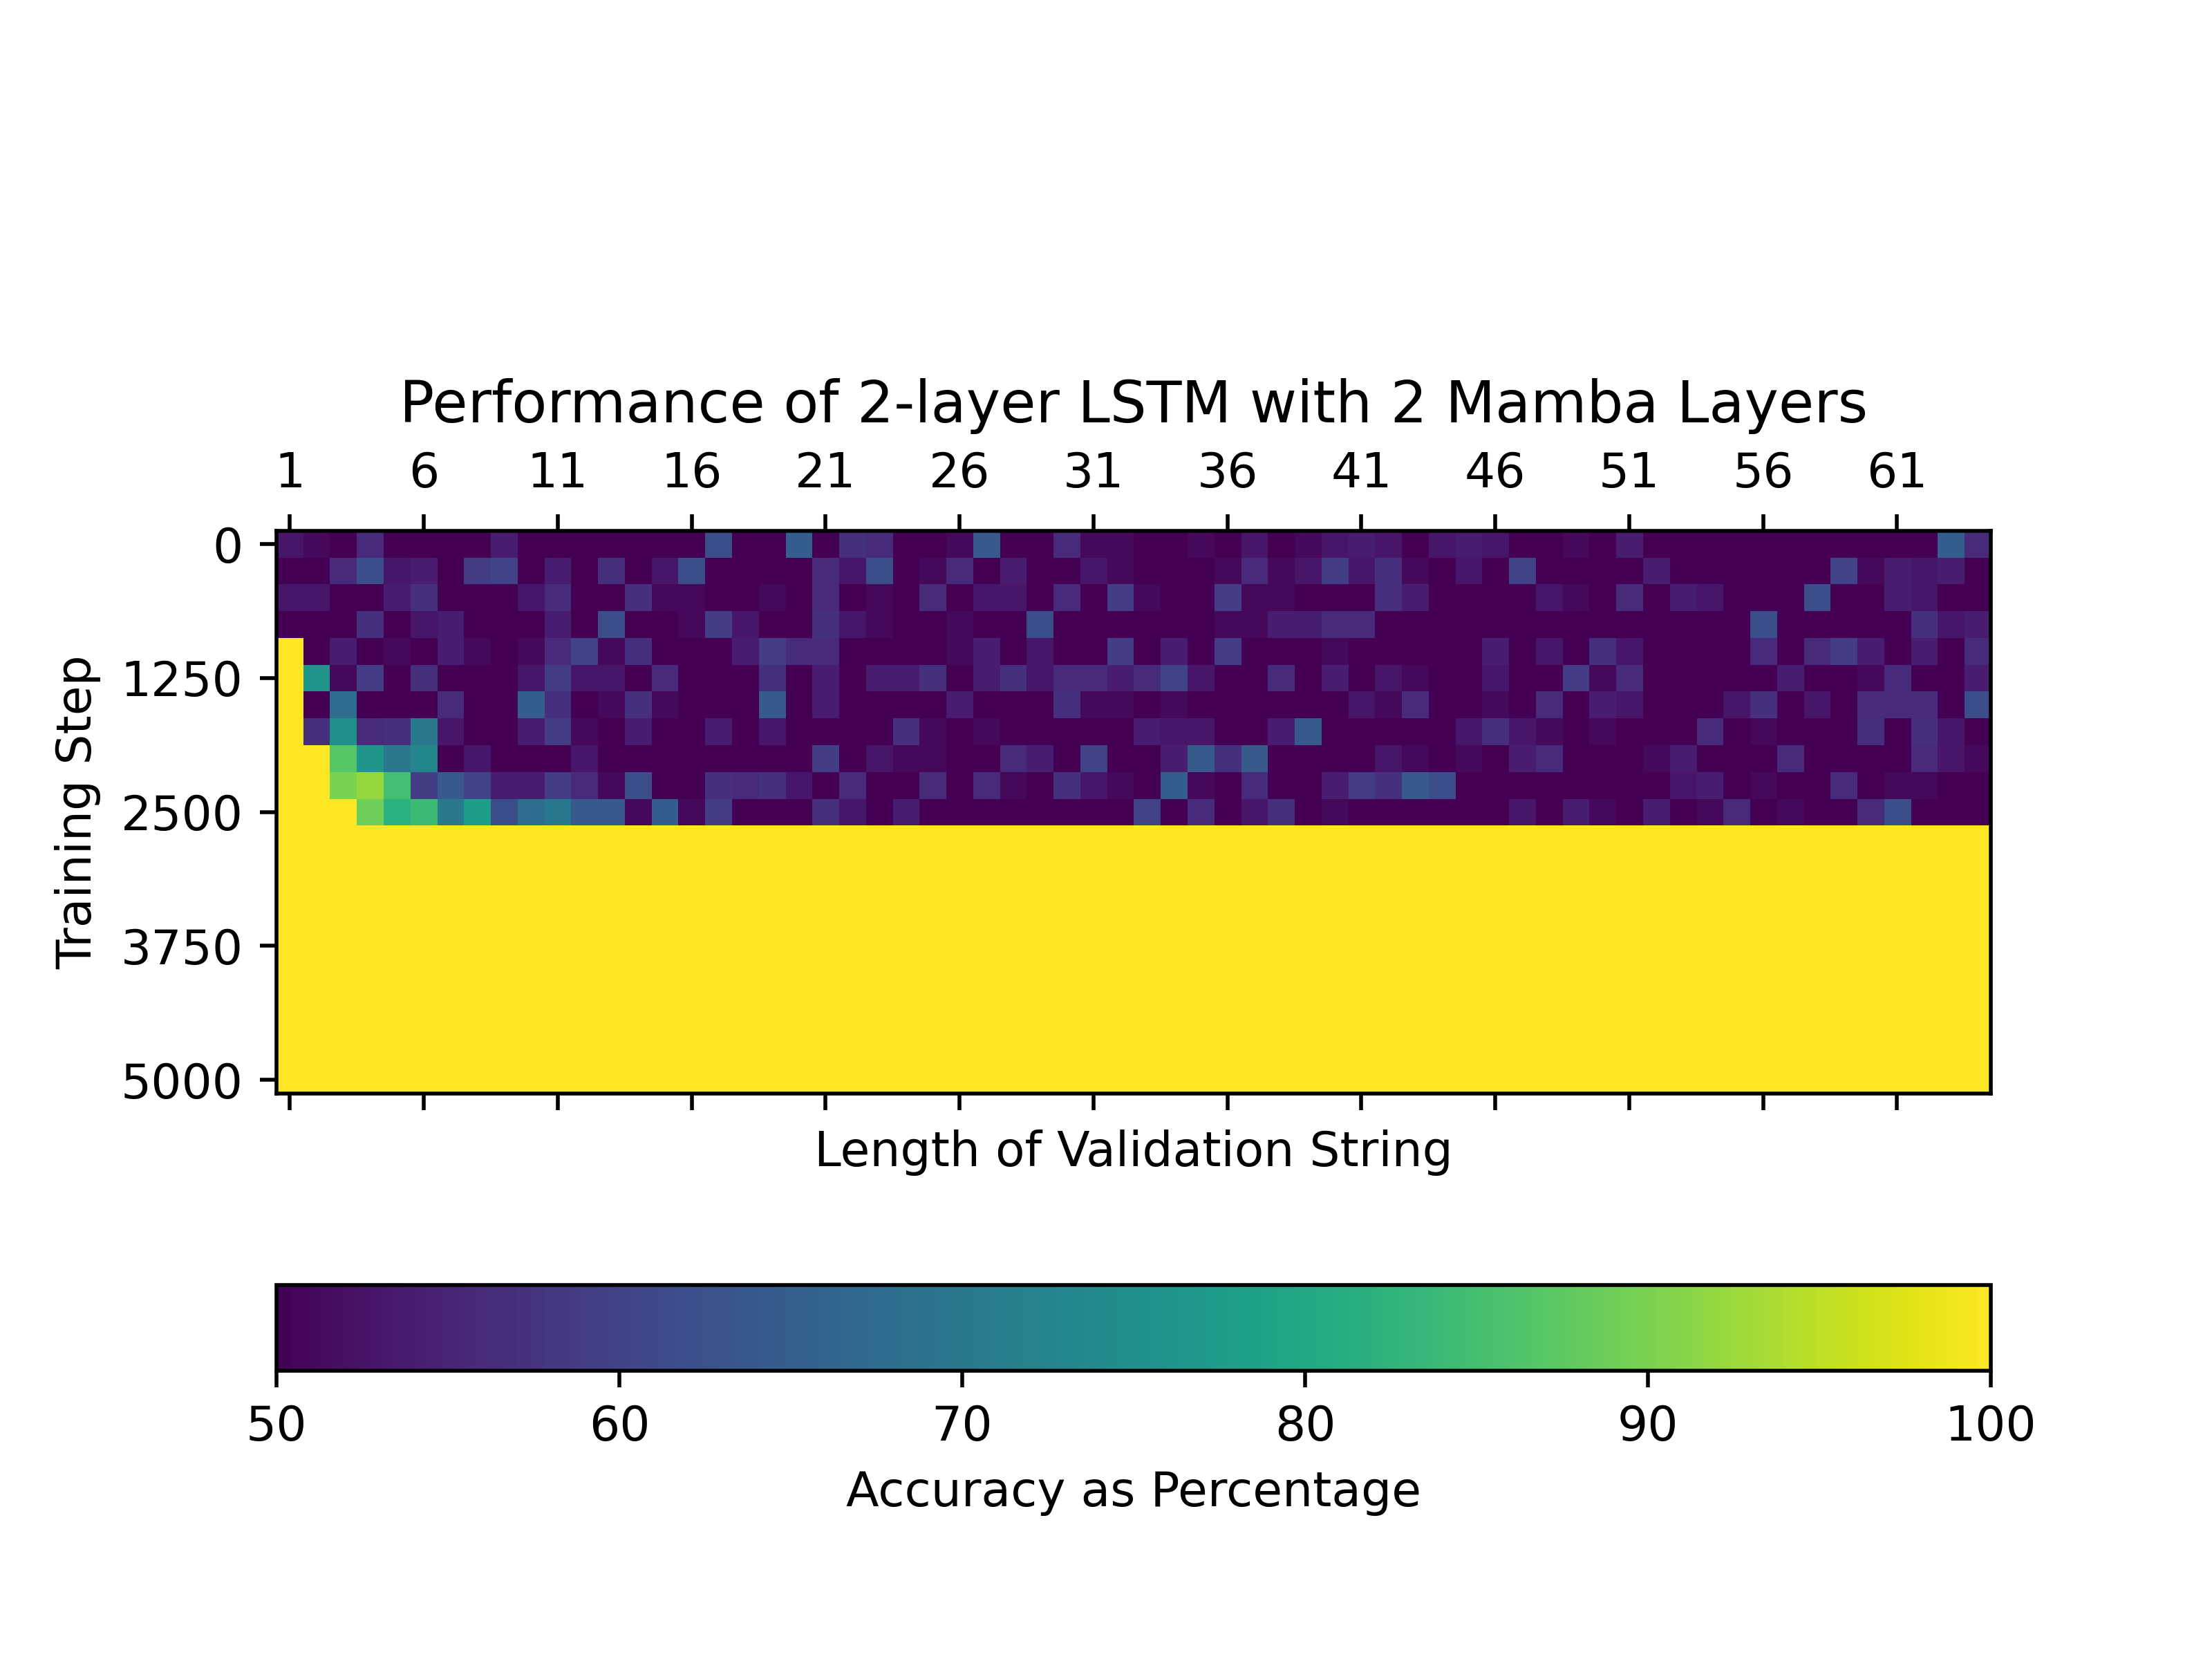 Performance of 2-layer LSTM with 2 Mamba Layers
1 6 11 16 21 26 31 36 41 46 51 56 61
0
1250
2500
3750
5000
Training Step
Length of Validation String
50 60 70 80 90 100
Accuracy as Percentage